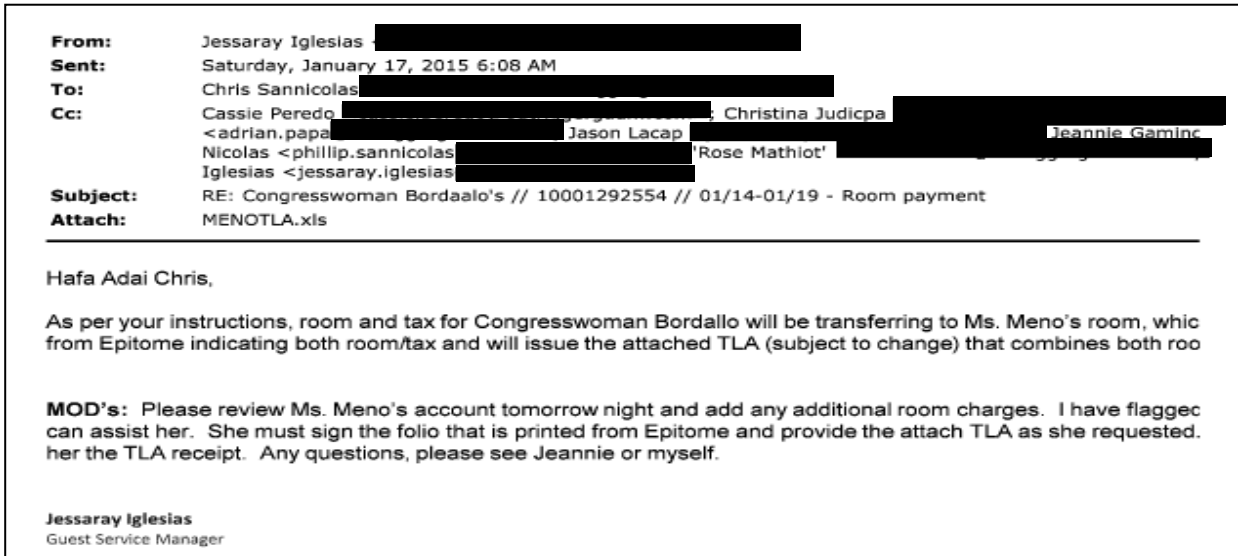 From: Jessaray Iglesias <
Sent: Saturday, January 17, 2015 6:08 AM
To: Chris Sannicolas
Cc: Cassie Peredo ; Christina Judicpa
<adrian.papa Jason Lacap Jeannie Gaminc
Nicolas <phillip.sannicolas 'Rose Mathiot'
Iglesias <jessaray.iglesias
Subject: RE: Congresswoman Bordaalo's // 10001292554 // 01/14-01/19 - Room payment
Attach: MENOTLA.xls
Hafa Adai Chris,
As per your instructions, room and tax for Congresswoman Bordallo will be transferring to Ms. Meno's room, whic
from Epitome indicating both room/tax and will issue the attached TLA (subject to change) that combines both roo
MOD's: Please review Ms. Meno's account tomorrow night and add any additional room charges. I have flaggec
can assist her. She must sign the folio that is printed from Epitome and provide the attach TLA as she requested.
her the TLA receipt. Any questions, please see Jeannie or myself.
Jessaray Iglesias
Guest Service Manager